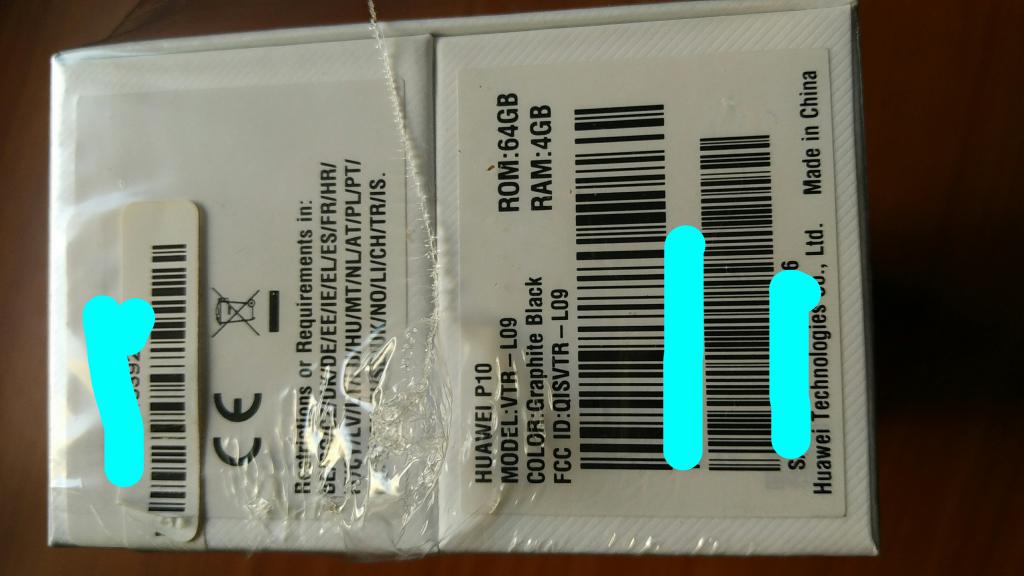 HUAWEI P10
MODEL:VTR-L09
COLOR:Graphite Black
FCC ID:QISVTR-L09
ROM:64GB
RAM:4GB
Huawei Technologies Co., Ltd.
Made in China
CE
Restrictions or Requirements in:
DE/EE/IE/EL/ES/FR/HR/
HU/MT/NL/AT/PL/PT/
NO/LI/CH/TR/IS.